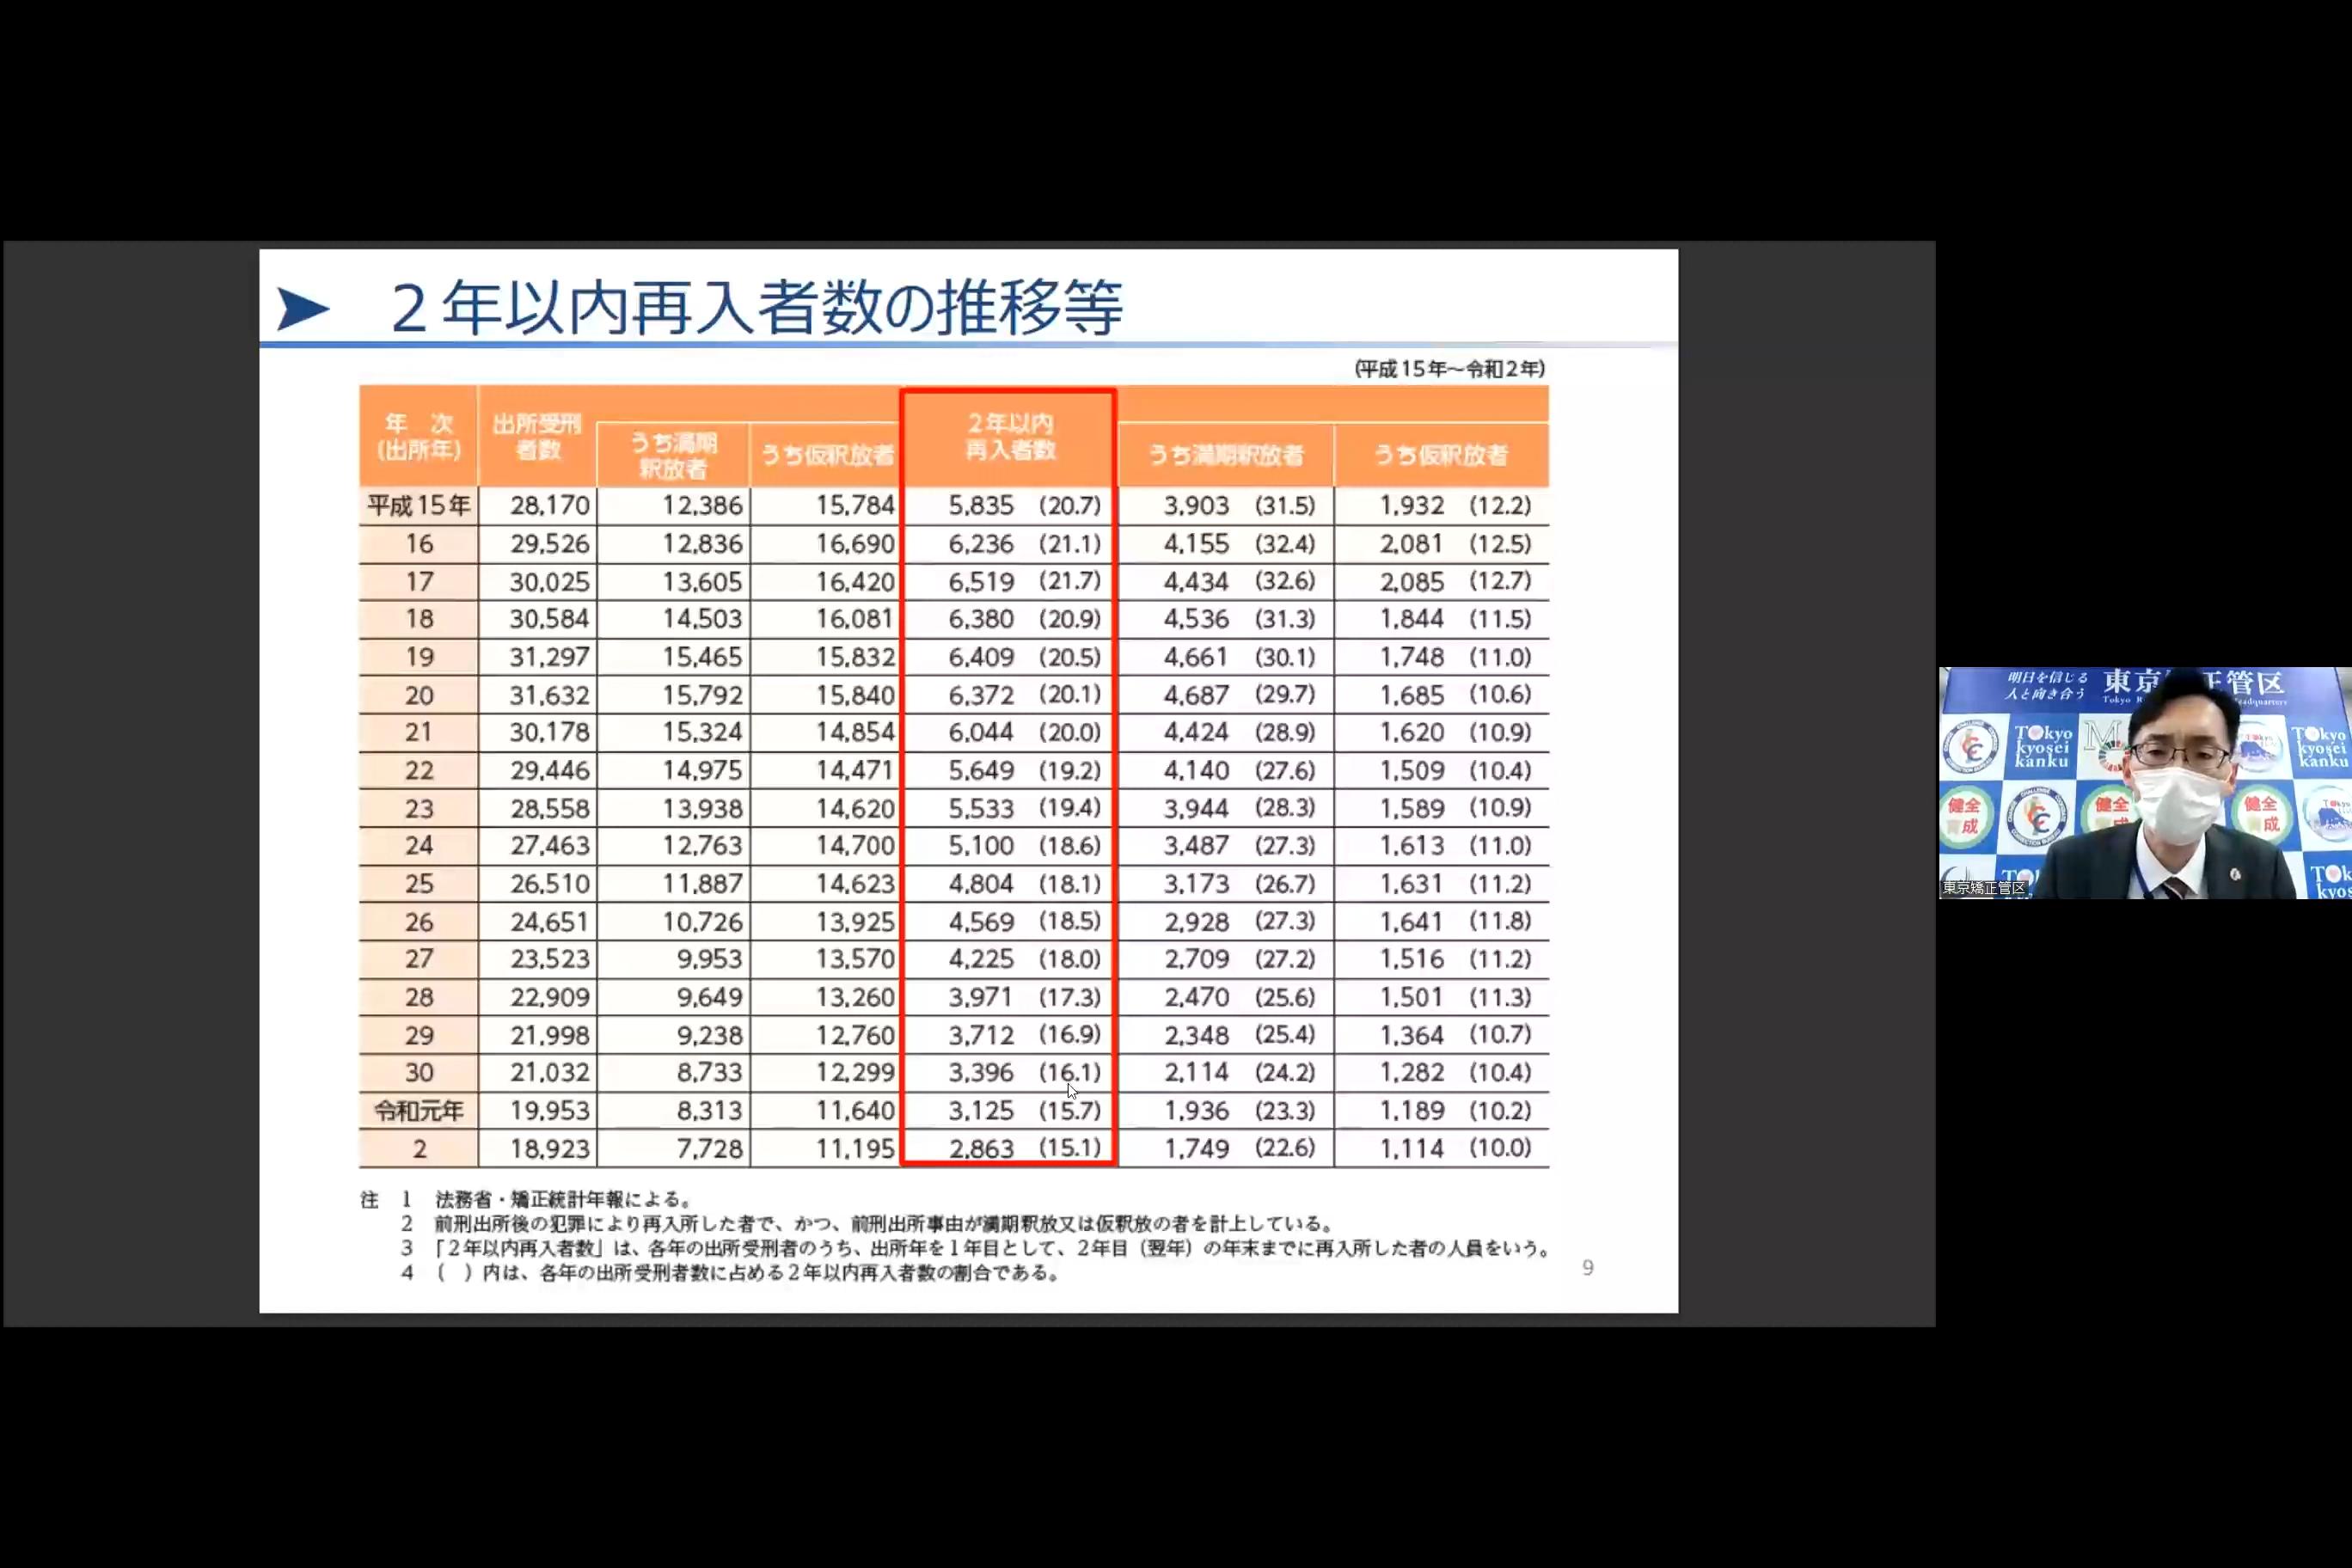 ２年以内再入者数の推移等
(平成15年～令和2年)
年　次
(出所年)
出所受刑
者数
うち満期
釈放者
うち仮釈放者
2年以内
再入者数
うち満期釈放者
うち仮釈放者
平成15年 28,170 12,386 15,784 5,835 (20.7) 3,903 (31.5) 1,932 (12.2)
16 29,526 12,836 16,690 6,236 (21.1) 4,155 (32.4) 2,081 (12.5)
17 30,025 13,605 16,420 6,519 (21.7) 4,434 (32.6) 2,085 (12.7)
18 30,584 14,503 16,081 6,380 (20.9) 4,536 (31.3) 1,844 (11.5)
19 31,297 15,465 15,832 6,409 (20.5) 4,661 (30.1) 1,748 (11.0)
20 31,632 15,792 15,840 6,372 (20.1) 4,687 (29.7) 1,685 (10.6)
21 30,178 15,324 14,854 6,044 (20.0) 4,424 (28.9) 1,620 (10.9)
22 29,446 14,975 14,471 5,649 (19.2) 4,140 (27.6) 1,509 (10.4)
23 28,558 13,938 14,620 5,533 (19.4) 3,944 (28.3) 1,589 (10.9)
24 27,463 12,763 14,700 5,100 (18.6) 3,487 (27.3) 1,613 (11.0)
25 26,510 11,887 14,623 4,804 (18.1) 3,173 (26.7) 1,631 (11.2)
26 24,651 10,726 13,925 4,569 (18.5) 2,928 (27.3) 1,641 (11.8)
27 23,523 9,953 13,570 4,225 (18.0) 2,709 (27.2) 1,516 (11.2)
28 22,909 9,649 13,260 3,971 (17.3) 2,470 (25.6) 1,501 (11.3)
29 21,998 9,238 12,760 3,712 (16.9) 2,348 (25.4) 1,364 (10.7)
30 21,032 8,733 12,299 3,396 (16.1) 2,114 (24.2) 1,282 (10.4)
令和元年 19,953 8,313 11,640 3,125 (15.7) 1,936 (23.3) 1,189 (10.2)
2 18,923 7,728 11,195 2,863 (15.1) 1,749 (22.6) 1,114 (10.0)
注 1 法務省・矯正統計年報による。
2 前刑出所後の犯罪により再入所した者で、かつ、前刑出所事由が満期釈放又は仮釈放の者を計上している。
3 「2年以内再入者数」は、各年の出所受刑者のうち、出所年を1年目として、2年目（翌年）の年末までに再入所した者の人員をいう。
4 （　）内は、各年の出所受刑者数に占める2年以内再入者数の割合である。
9
明日を信じる
人と向き合う
東京 正管区
Tokyo
Tokyo
kyosei
kanku
Tokyo
kyosei
kanku
健全
育成
健全
育成
健全
育成
東京矯正管区